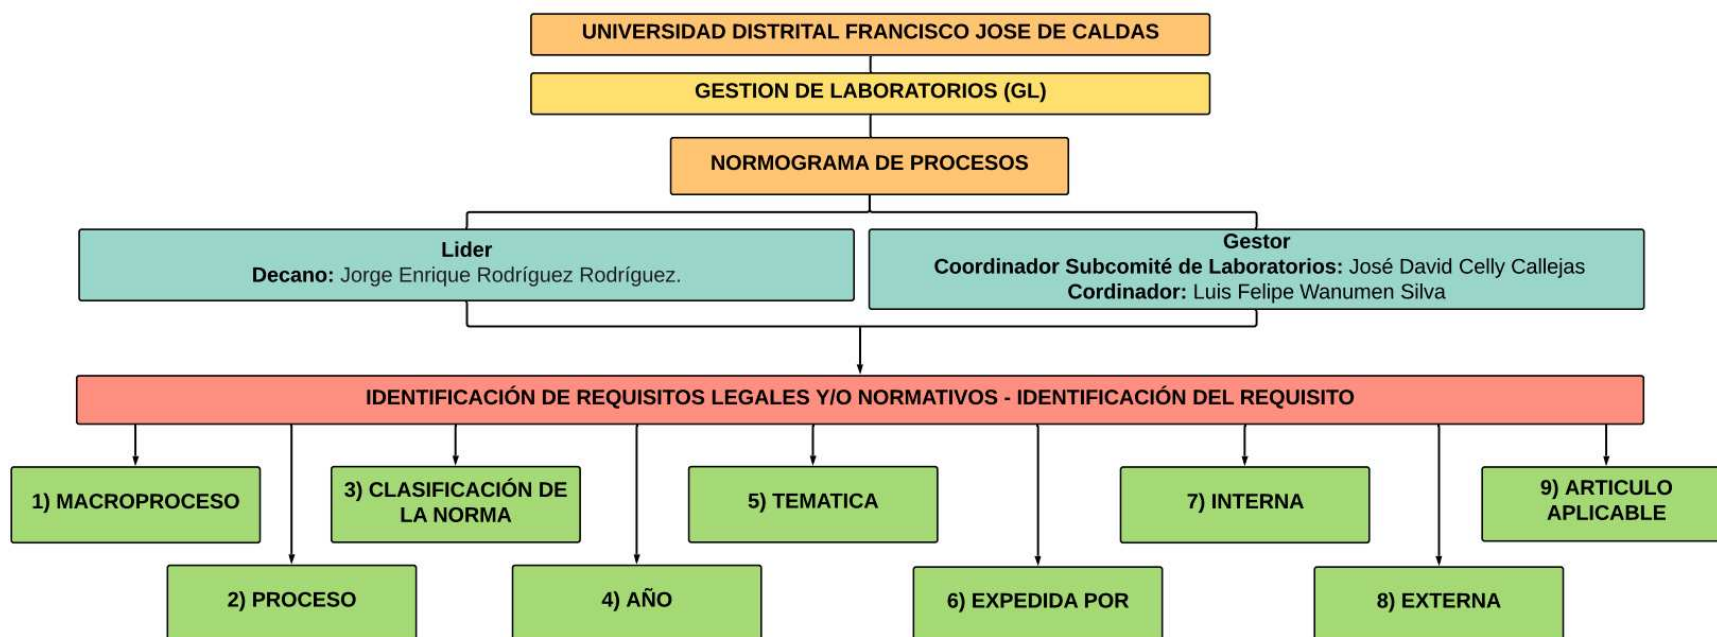 UNIVERSIDAD DISTRITAL FRANCISCO JOSE DE CALDAS
GESTION DE LABORATORIOS (GL)
NORMOGRAMA DE PROCESOS
Lider
Decano: Jorge Enrique Rodríguez Rodríguez.
Gestor
Coordinador Subcomité de Laboratorios: José David Celly Callejas
Cordinador: Luis Felipe Wanumen Silva
IDENTIFICACIÓN DE REQUISITOS LEGALES Y/O NORMATIVOS - IDENTIFICACIÓN DEL REQUISITO
1) MACROPROCESO
2) PROCESO
3) CLASIFICACIÓN DE
LA NORMA
4) AÑO
5) TEMATICA
6) EXPEDIDA POR
7) INTERNA
8) EXTERNA
9) ARTICULO
APLICABLE